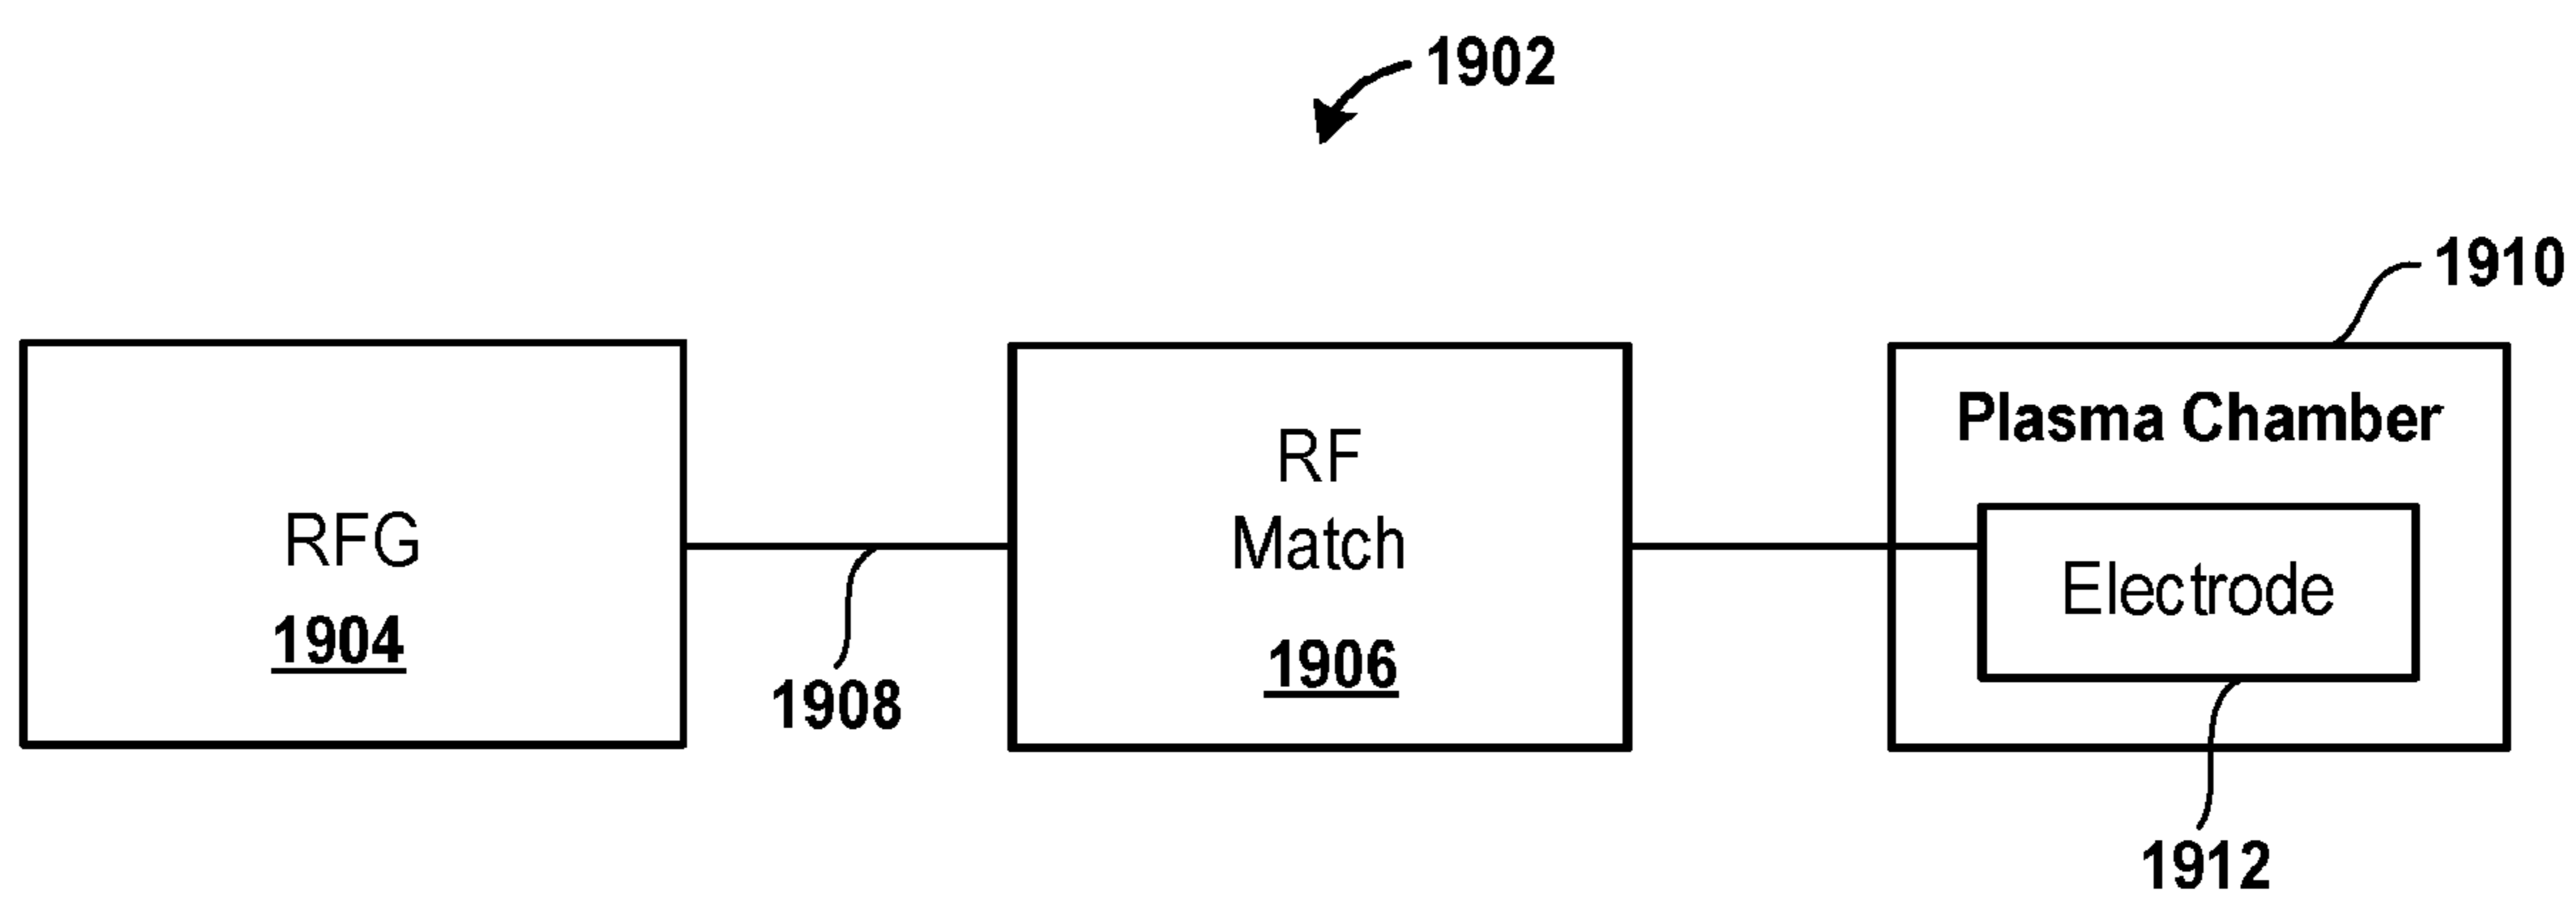 1902
1910
RFG
1904
1908
RF
Match
1906
Plasma Chamber
Electrode
1912